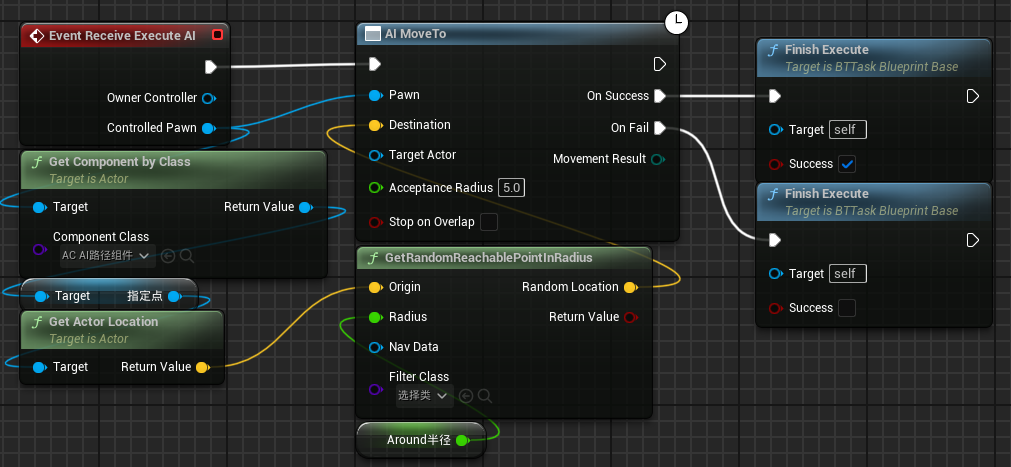 Event Receive Execute AI
Owner Controller
Controlled Pawn
Get Component by Class
Target is Actor
Target
Return Value
Component Class
AC AI路径组件
Target
指定点
Get Actor Location
Target is Actor
Target
Return Value
AI MoveTo
Pawn
On Success
Destination
On Fail
Target Actor
Movement Result
Acceptance Radius 5.0
Stop on Overlap
GetRandomReachablePointInRadius
Origin
Random Location
Radius
Return Value
Nav Data
Filter Class
选择类
Around半径
Finish Execute
Target is BTTask Blueprint Base
Target self
Success
Finish Execute
Target is BTTask Blueprint Base
Target self
Success